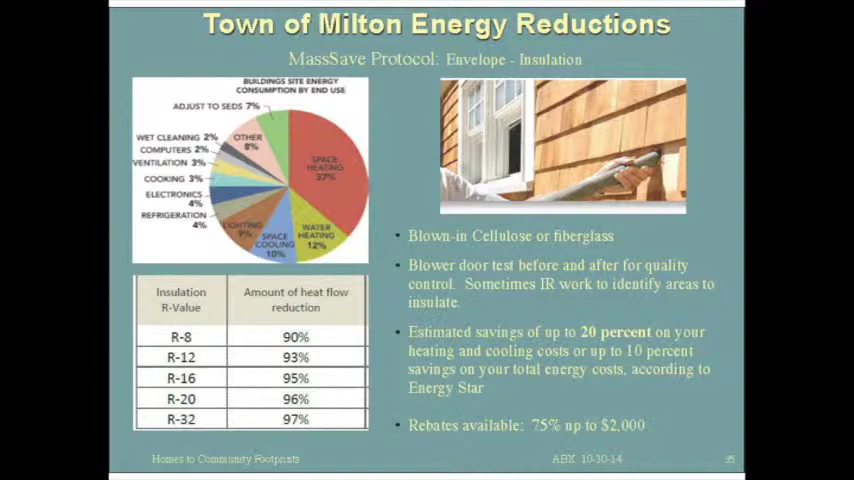 Town of Milton Energy Reductions
MassSave Protocol: Envelope - Insulation
BUILDINGS SITE ENERGY
CONSUMPTION BY END USE
ADJUST TO SEDS 7%
WET CLEANING 2%
COMPUTERS 2%
VENTILATION 3%
COOKING 3%
ELECTRONICS
4%
REFRIGERATION
4%
OTHER
8%
SPACE
HEATING
37%
LIGHTING
9%
SPACE
COOLING
10%
WATER
HEATING
12%
Insulation
R-Value
Amount of heat flow
reduction
R-8 90%
R-12 93%
R-16 95%
R-20 96%
R-32 97%
• Blown-in Cellulose or fiberglass
• Blower door test before and after for quality
control. Sometimes IR work to identify areas to
insulate.
• Estimated savings of up to 20 percent on your
heating and cooling costs or up to 10 percent
savings on your total energy costs, according to
Energy Star
• Rebates available: 75% up to $2,000
Homes to Community Footprints
ABX 10-30-14